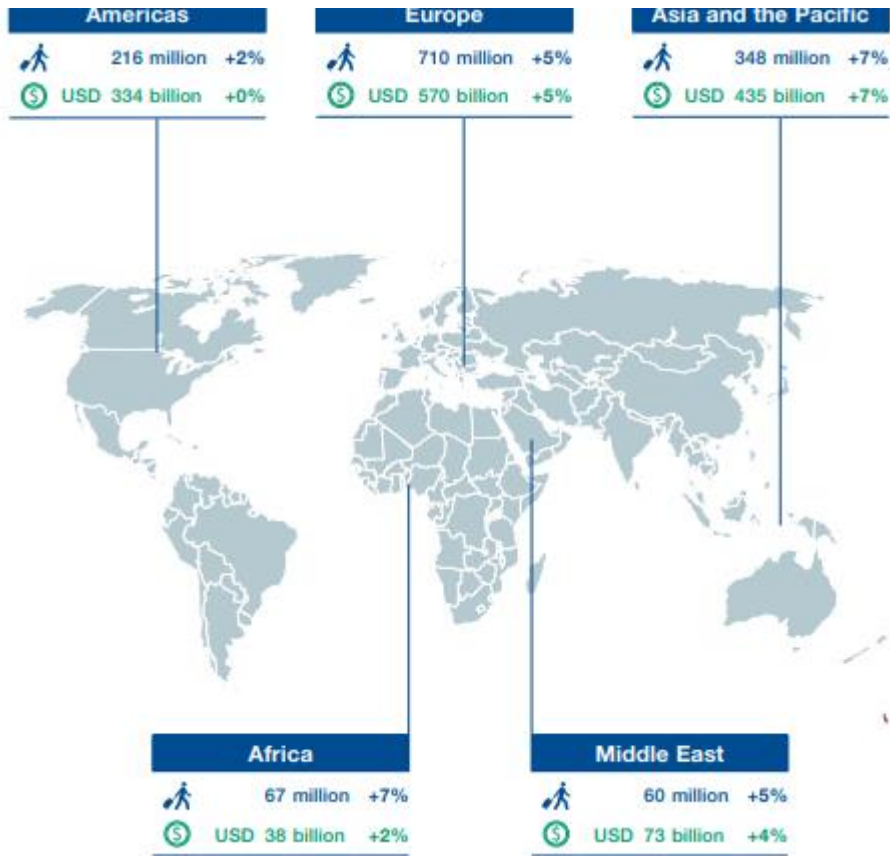 Americas
216 million +2%
USD 334 billion +0%
Europe
710 million +5%
USD 570 billion +5%
Asia and the Pacific
348 million +7%
USD 435 billion +7%
Africa
67 million +7%
USD 38 billion +2%
Middle East
60 million +5%
USD 73 billion +4%